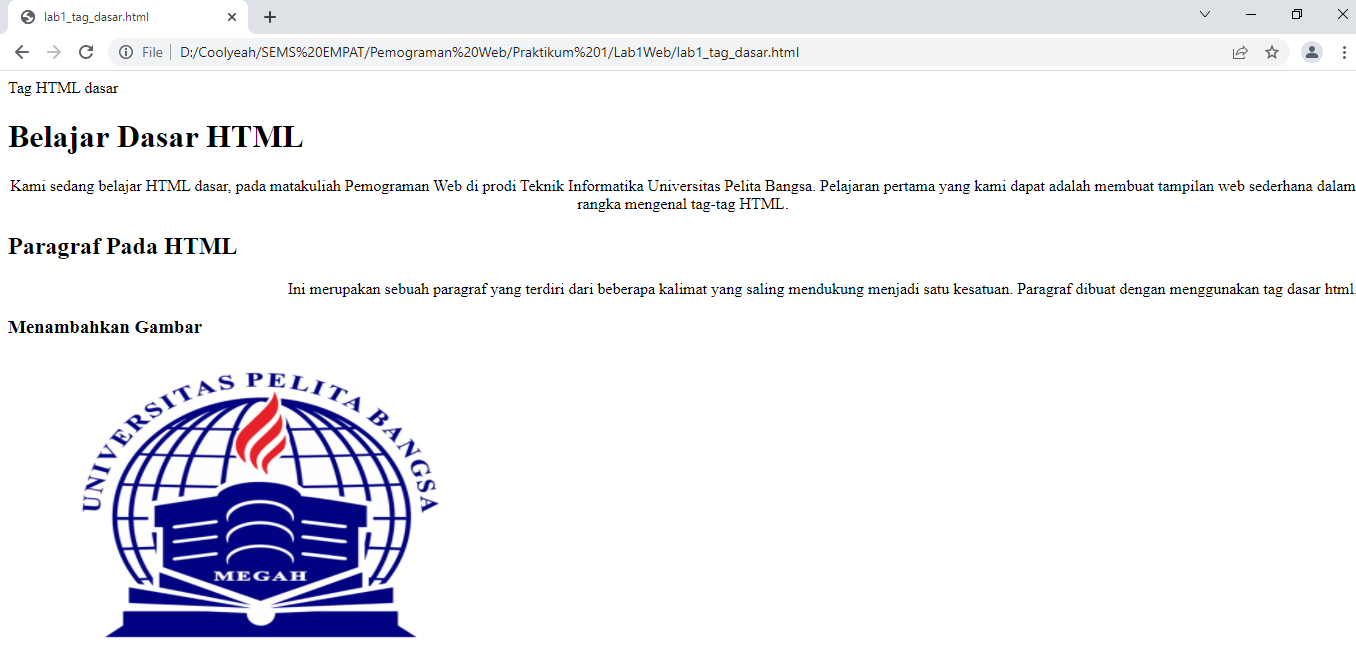 lab1_tag_dasar.html
File
D:/Coolyeah/SEMS%20EMPAT/Pemograman%20Web/Praktikum%201/Lab1Web/lab1_tag_dasar.html
Tag HTML dasar
Belajar Dasar HTML
Kami sedang belajar HTML dasar, pada matakuliah Pemograman Web di prodi Teknik Informatika Universitas Pelita Bangsa. Pelajaran pertama yang kami dapat adalah membuat tampilan web sederhana dalam
rangka mengenal tag-tag HTML.
Paragraf Pada HTML
Ini merupakan sebuah paragraf yang terdiri dari beberapa kalimat yang saling mendukung menjadi satu kesatuan. Paragraf dibuat dengan menggunakan tag dasar html.
Menambahkan Gambar
UNIVERSITAS PELITA BANGSA
MEGAH